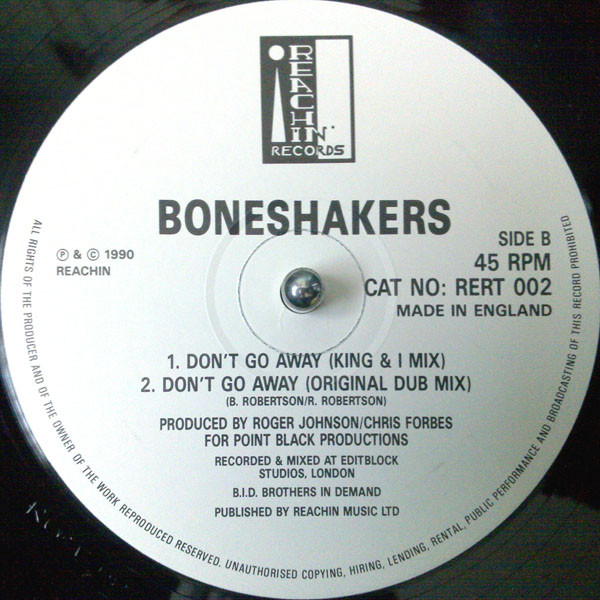 REACHIN'
RECORDS
BONESHAKERS
SIDE B
45 RPM
CAT NO: RERT 002
MADE IN ENGLAND
℗ & © 1990
REACHIN
1. DON'T GO AWAY (KING & I MIX)
2. DON'T GO AWAY (ORIGINAL DUB MIX)
(B. ROBERTSON/R. ROBERTSON)
PRODUCED BY ROGER JOHNSON/CHRIS FORBES
FOR POINT BLACK PRODUCTIONS
RECORDED & MIXED AT EDITBLOCK
STUDIOS, LONDON
B.I.D. BROTHERS IN DEMAND
PUBLISHED BY REACHIN MUSIC LTD
ALL RIGHTS OF THE PRODUCER AND OF THE OWNER OF THE WORK REPRODUCED RESERVED. UNAUTHORISED COPYING, HIRING, LENDING, RENTAL, PUBLIC PERFORMANCE AND BROADCASTING OF THIS RECORD PROHIBITED